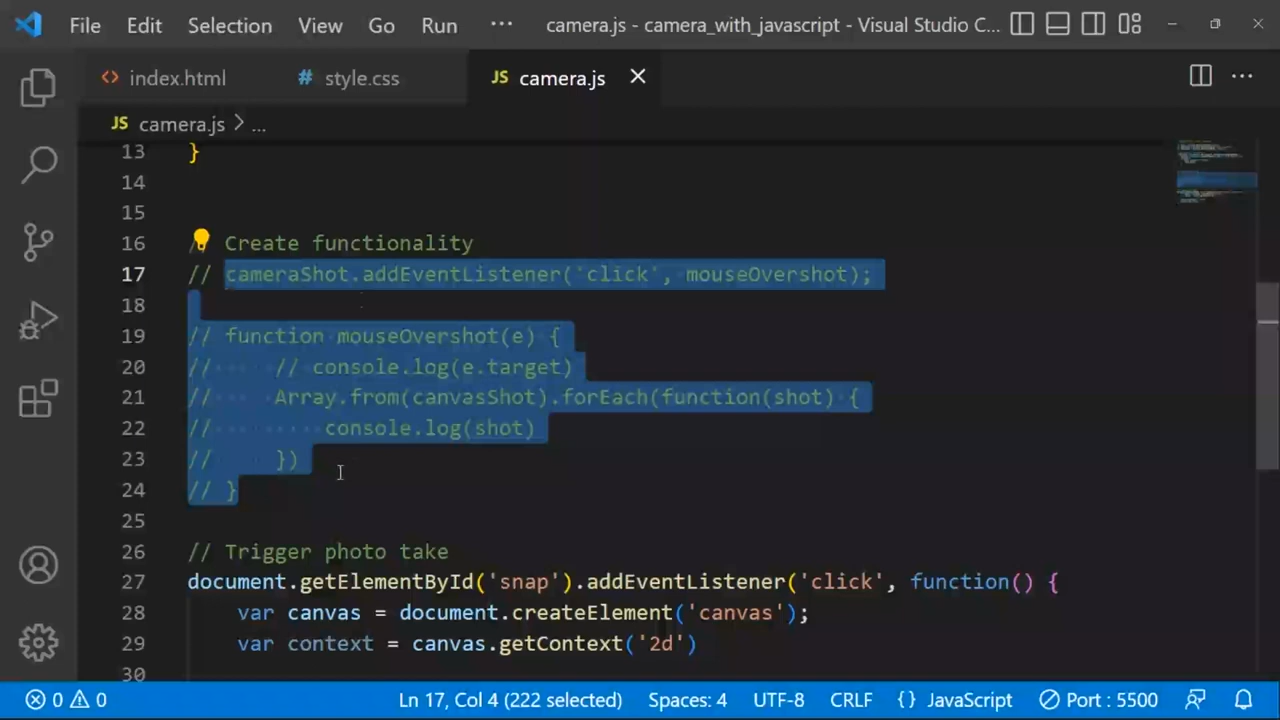 File Edit Selection View Go Run ··· camera.js - camera_with_javascript - Visual Studio C...
<> index.html # style.css JS camera.js ×
JS camera.js > ...
13 }
14
15
16 // Create functionality
17 // cameraShot.addEventListener('click', mouseOvershot);
18
19 // function mouseOvershot(e) {
20 //     // console.log(e.target)
21 //     Array.from(canvasShot).forEach(function(shot) {
22 //         console.log(shot)
23 //     })
24 // }
25
26 // Trigger photo take
27 document.getElementById('snap').addEventListener('click', function() {
28     var canvas = document.createElement('canvas');
29     var context = canvas.getContext('2d')
30
0 0 Ln 17, Col 4 (222 selected) Spaces: 4 UTF-8 CRLF {} JavaScript Port : 5500